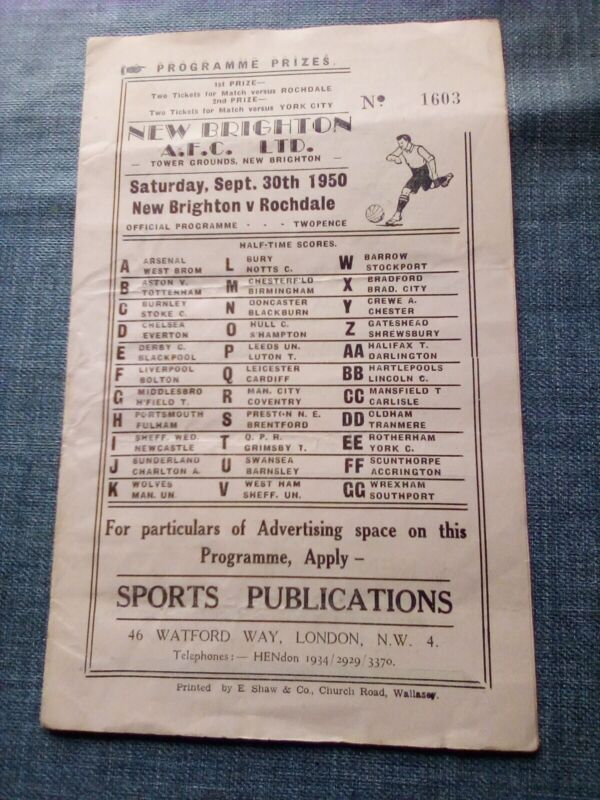 PROGRAMME PRIZES.
1ST PRIZE—
Two Tickets for Match versus ROCHDALE
2ND PRIZE—
Two Tickets for Match versus YORK CITY
Nº 1603
NEW BRIGHTON
A.F.C. LTD.
– TOWER GROUNDS, NEW BRIGHTON –
Saturday, Sept. 30th 1950
New Brighton v Rochdale
OFFICIAL PROGRAMME - - - TWOPENCE
HALF-TIME SCORES.
A ARSENAL
WEST BROM
B ASTON V.
TOTTENHAM
C BURNLEY
STOKE C.
D CHELSEA
EVERTON
E DERBY C.
BLACKPOOL
F LIVERPOOL
BOLTON
G MIDDLESBRO
H'FIELD T.
H PORTSMOUTH
FULHAM
I SHEFF. WED.
NEWCASTLE
J SUNDERLAND
CHARLTON A.
K WOLVES
MAN. UN.
L BURY
NOTTS C.
M CHESTERFLD
BIRMINGHAM
N DONCASTER
BLACKBURN
O HULL C.
S'HAMPTON
P LEEDS UN.
LUTON T.
Q LEICESTER
CARDIFF
R MAN. CITY
COVENTRY
S PRESTON N. E.
BRENTFORD
T Q. P. R.
GRIMSBY T.
U SWANSEA
BARNSLEY
V WEST HAM
SHEFF. UN.
W BARROW
STOCKPORT
X BRADFORD
BRAD. CITY
Y CREWE A.
CHESTER
Z GATESHEAD
SHREWSBURY
AA HALIFAX T.
DARLINGTON
BB HARTLEPOOLS
LINCOLN C.
CC MANSFIELD T
CARLISLE
DD OLDHAM
TRANMERE
EE ROTHERHAM
YORK C.
FF SCUNTHORPE
ACCRINGTON
GG WREXHAM
SOUTHPORT
For particulars of Advertising space on this
Programme, Apply –
SPORTS PUBLICATIONS
46 WATFORD WAY, LONDON, N.W. 4.
Telephones:— HENdon 1934/2929/3370.
Printed by E. Shaw & Co., Church Road, Wallasey.